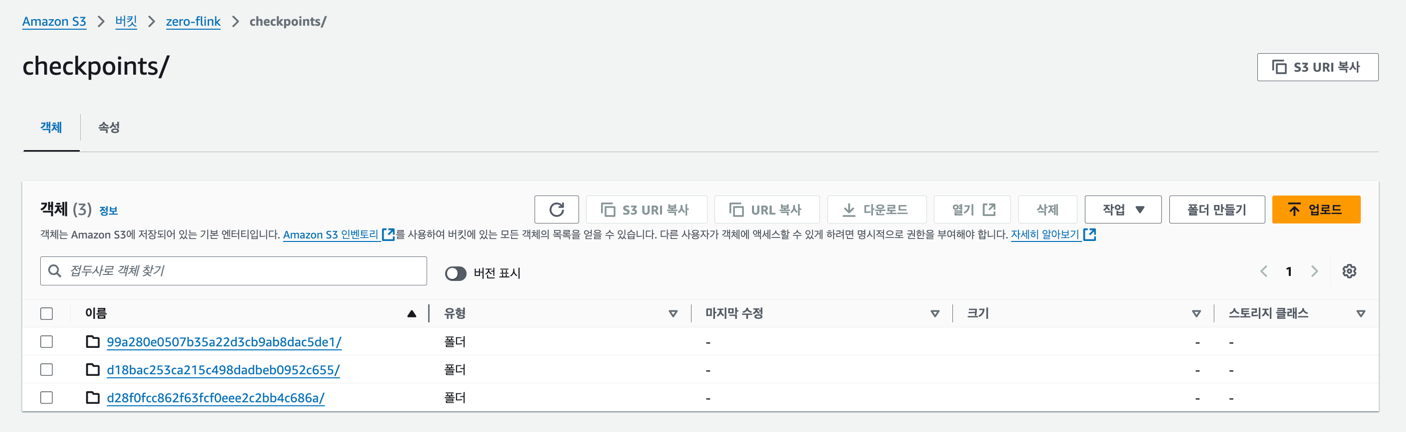 Amazon S3 > 버킷 > zero-flink > checkpoints/
checkpoints/
S3 URI 복사
객체 속성
객체 (3) 정보
S3 URI 복사 URL 복사 다운로드 열기 삭제 작업 폴더 만들기 업로드
객체는 Amazon S3에 저장되어 있는 기본 엔터티입니다. Amazon S3 인벤토리를 사용하여 버킷에 있는 모든 객체의 목록을 얻을 수 있습니다. 다른 사용자가 객체에 액세스할 수 있게 하려면 명시적으로 권한을 부여해야 합니다. 자세히 알아보기
접두사로 객체 찾기 버전 표시 < 1 >
이름 유형 마지막 수정 크기 스토리지 클래스
99a280e0507b35a22d3cb9ab8dac5de1/ 폴더 - - -
d18bac253ca215c498dadbeb0952c655/ 폴더 - - -
d28f0fcc862f63fcf0eee2c2bb4c686a/ 폴더 - - -